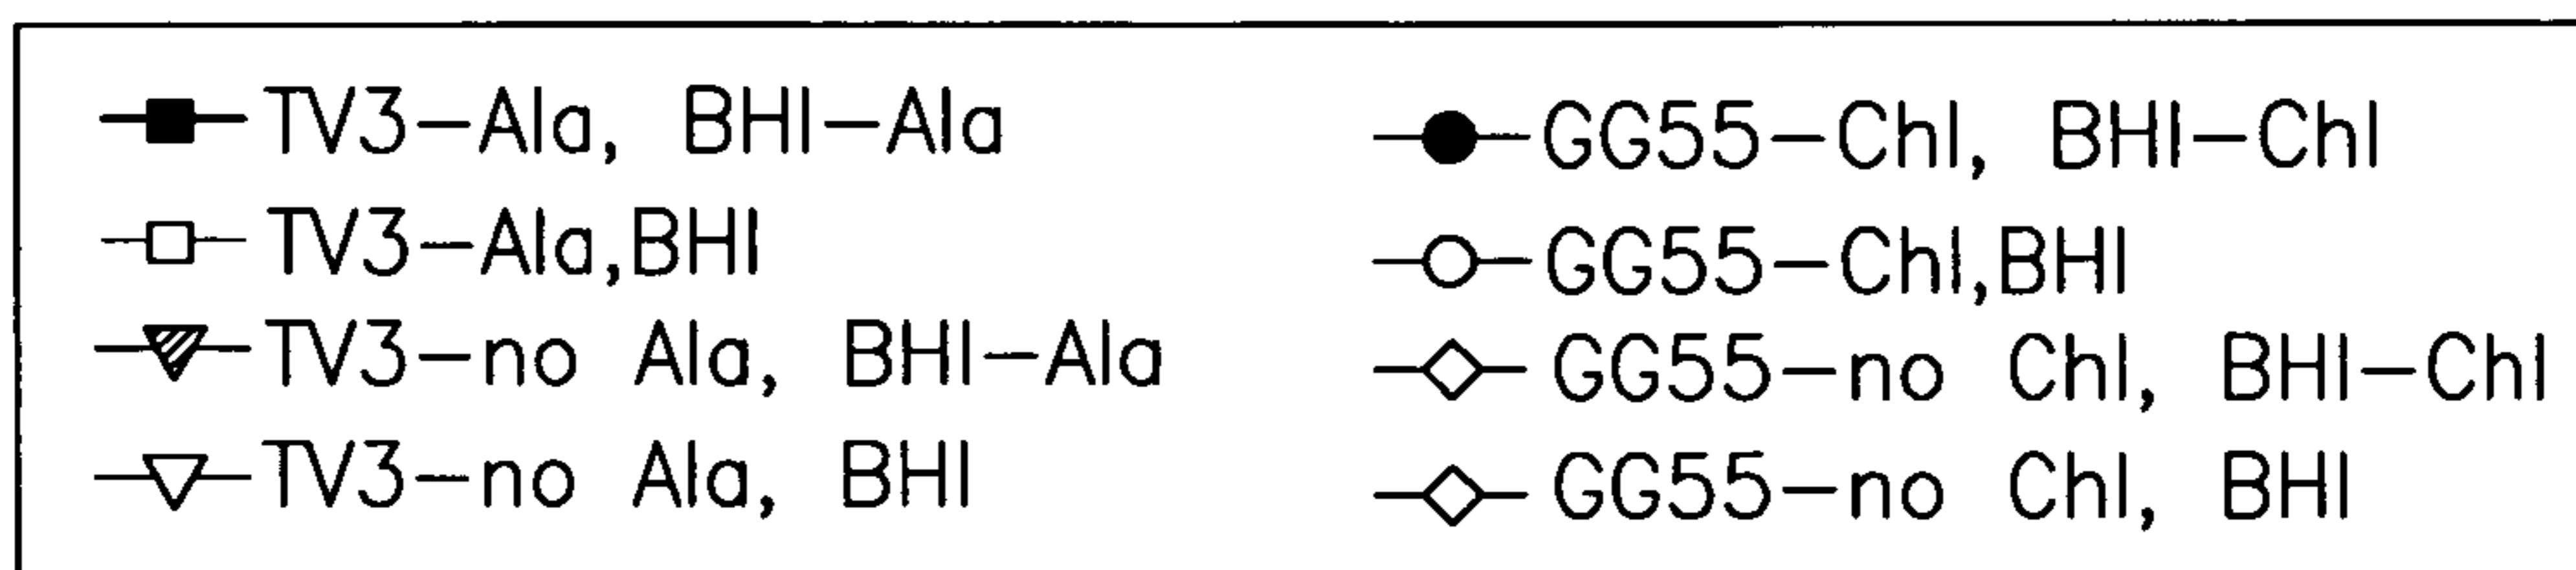 TV3-Ala, BHI-Ala
TV3-Ala,BHI
TV3-no Ala, BHI-Ala
TV3-no Ala, BHI
GG55-Chl, BHI-Chl
GG55-Chl,BHI
GG55-no Chl, BHI-Chl
GG55-no Chl, BHI